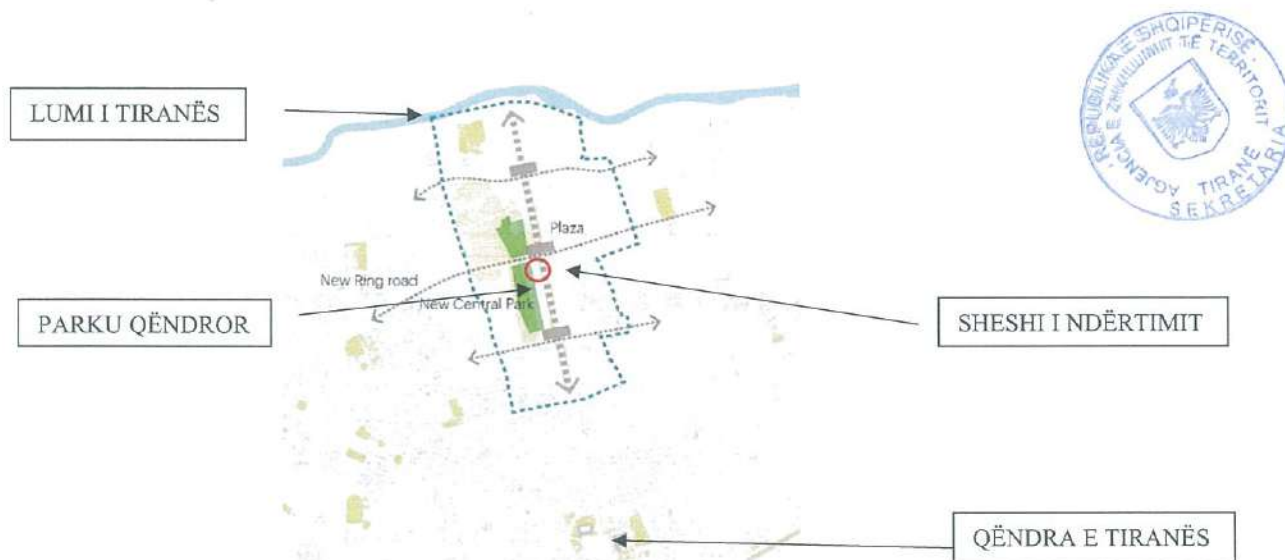 LUMI I TIRANËS
REPUBLIKA E SHQIPËRISË
AGJENCIA E ZHVILLIMIT TË TERRITORIT
TIRANË
SEKRETARIA
Plaza
New Ring road
New Central Park
PARKU QËNDROR
SHESHI I NDËRTIMIT
QËNDRA E TIRANËS